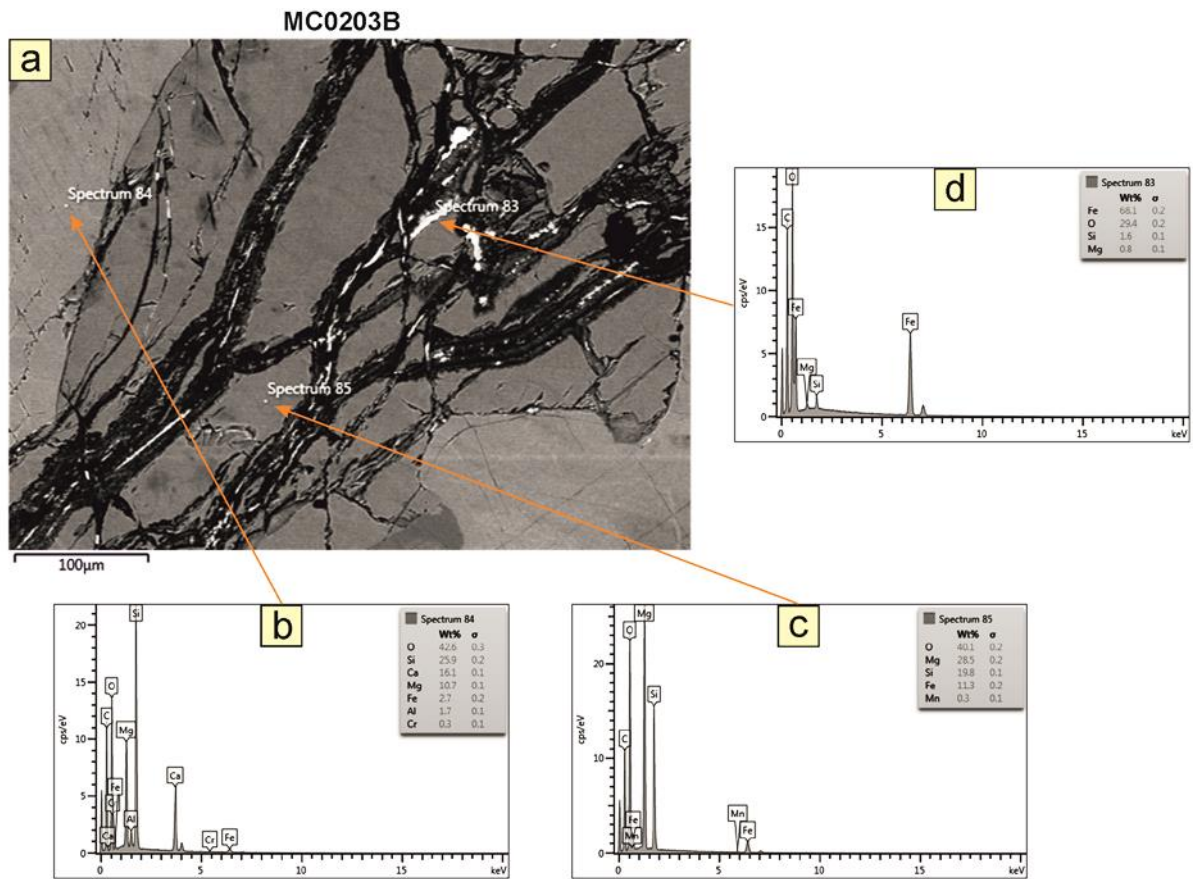 MC0203B
a
Spectrum 84
Spectrum 83
Spectrum 85
100µm
d
Spectrum 83
Wt% σ
Fe 66.1 0.2
O 29.4 0.2
Si 1.6 0.1
Mg 0.8 0.1
cps/eV
15
10
5
0
O
C
Fe
Mg
Si
Fe
0 5 10 15 keV
b
Spectrum 84
Wt% σ
O 42.6 0.3
Si 25.9 0.2
Ca 16.1 0.1
Mg 10.7 0.1
Fe 2.7 0.2
Al 1.7 0.1
Cr 0.3 0.1
cps/eV
20
15
10
5
0
Si
O
C
Mg
Fe
Ca
Al
Ca
Cr
Fe
0 5 10 15 keV
c
Spectrum 85
Wt% σ
O 40.1 0.2
Mg 28.5 0.2
Si 19.8 0.1
Fe 11.3 0.2
Mn 0.3 0.1
cps/eV
20
10
0
Mg
O
Si
C
Fe
Mn
Mn
Fe
0 5 10 15 keV